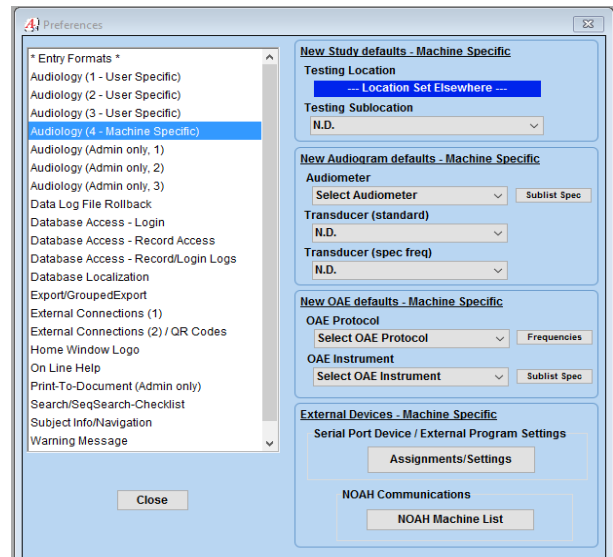 Preferences
* Entry Formats *
Audiology (1 - User Specific)
Audiology (2 - User Specific)
Audiology (3 - User Specific)
Audiology (4 - Machine Specific)
Audiology (Admin only, 1)
Audiology (Admin only, 2)
Audiology (Admin only, 3)
Data Log File Rollback
Database Access - Login
Database Access - Record Access
Database Access - Record/Login Logs
Database Localization
Export/GroupedExport
External Connections (1)
External Connections (2) / QR Codes
Home Window Logo
On Line Help
Print-To-Document (Admin only)
Search/SeqSearch-Checklist
Subject Info/Navigation
Warning Message
Close
New Study defaults - Machine Specific
Testing Location
--- Location Set Elsewhere ---
Testing Sublocation
N.D.
New Audiogram defaults - Machine Specific
Audiometer
Select Audiometer Sublist Spec
Transducer (standard)
N.D.
Transducer (spec freq)
N.D.
New OAE defaults - Machine Specific
OAE Protocol
Select OAE Protocol Frequencies
OAE Instrument
Select OAE Instrument Sublist Spec
External Devices - Machine Specific
Serial Port Device / External Program Settings
Assignments/Settings
NOAH Communications
NOAH Machine List